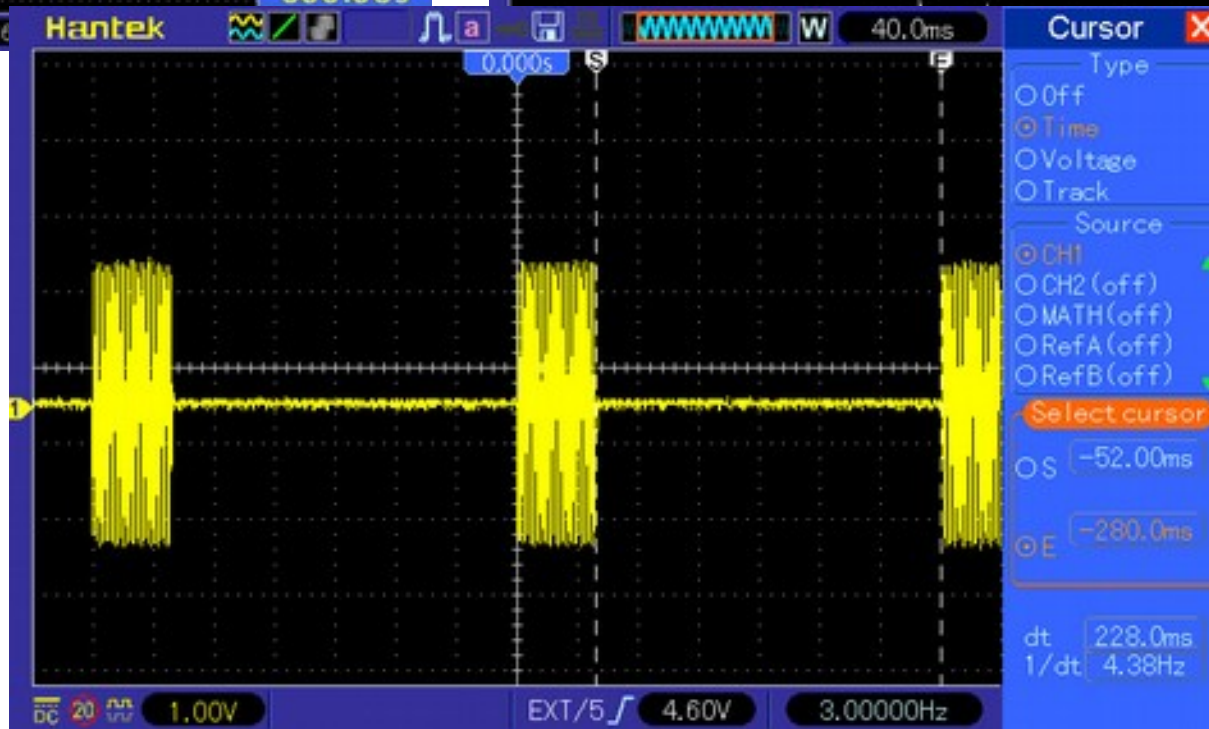 Hantek a W 40.0ms
Cursor X
0.000s S E
Type
Off
Time
Voltage
Track
Source
CH1
CH2(off)
MATH(off)
RefA(off)
RefB(off)
1
Select cursor
S -52.00ms
E -280.0ms
dt 228.0ms
1/dt 4.38Hz
DC 20 1.00V EXT/5 4.60V 3.00000Hz